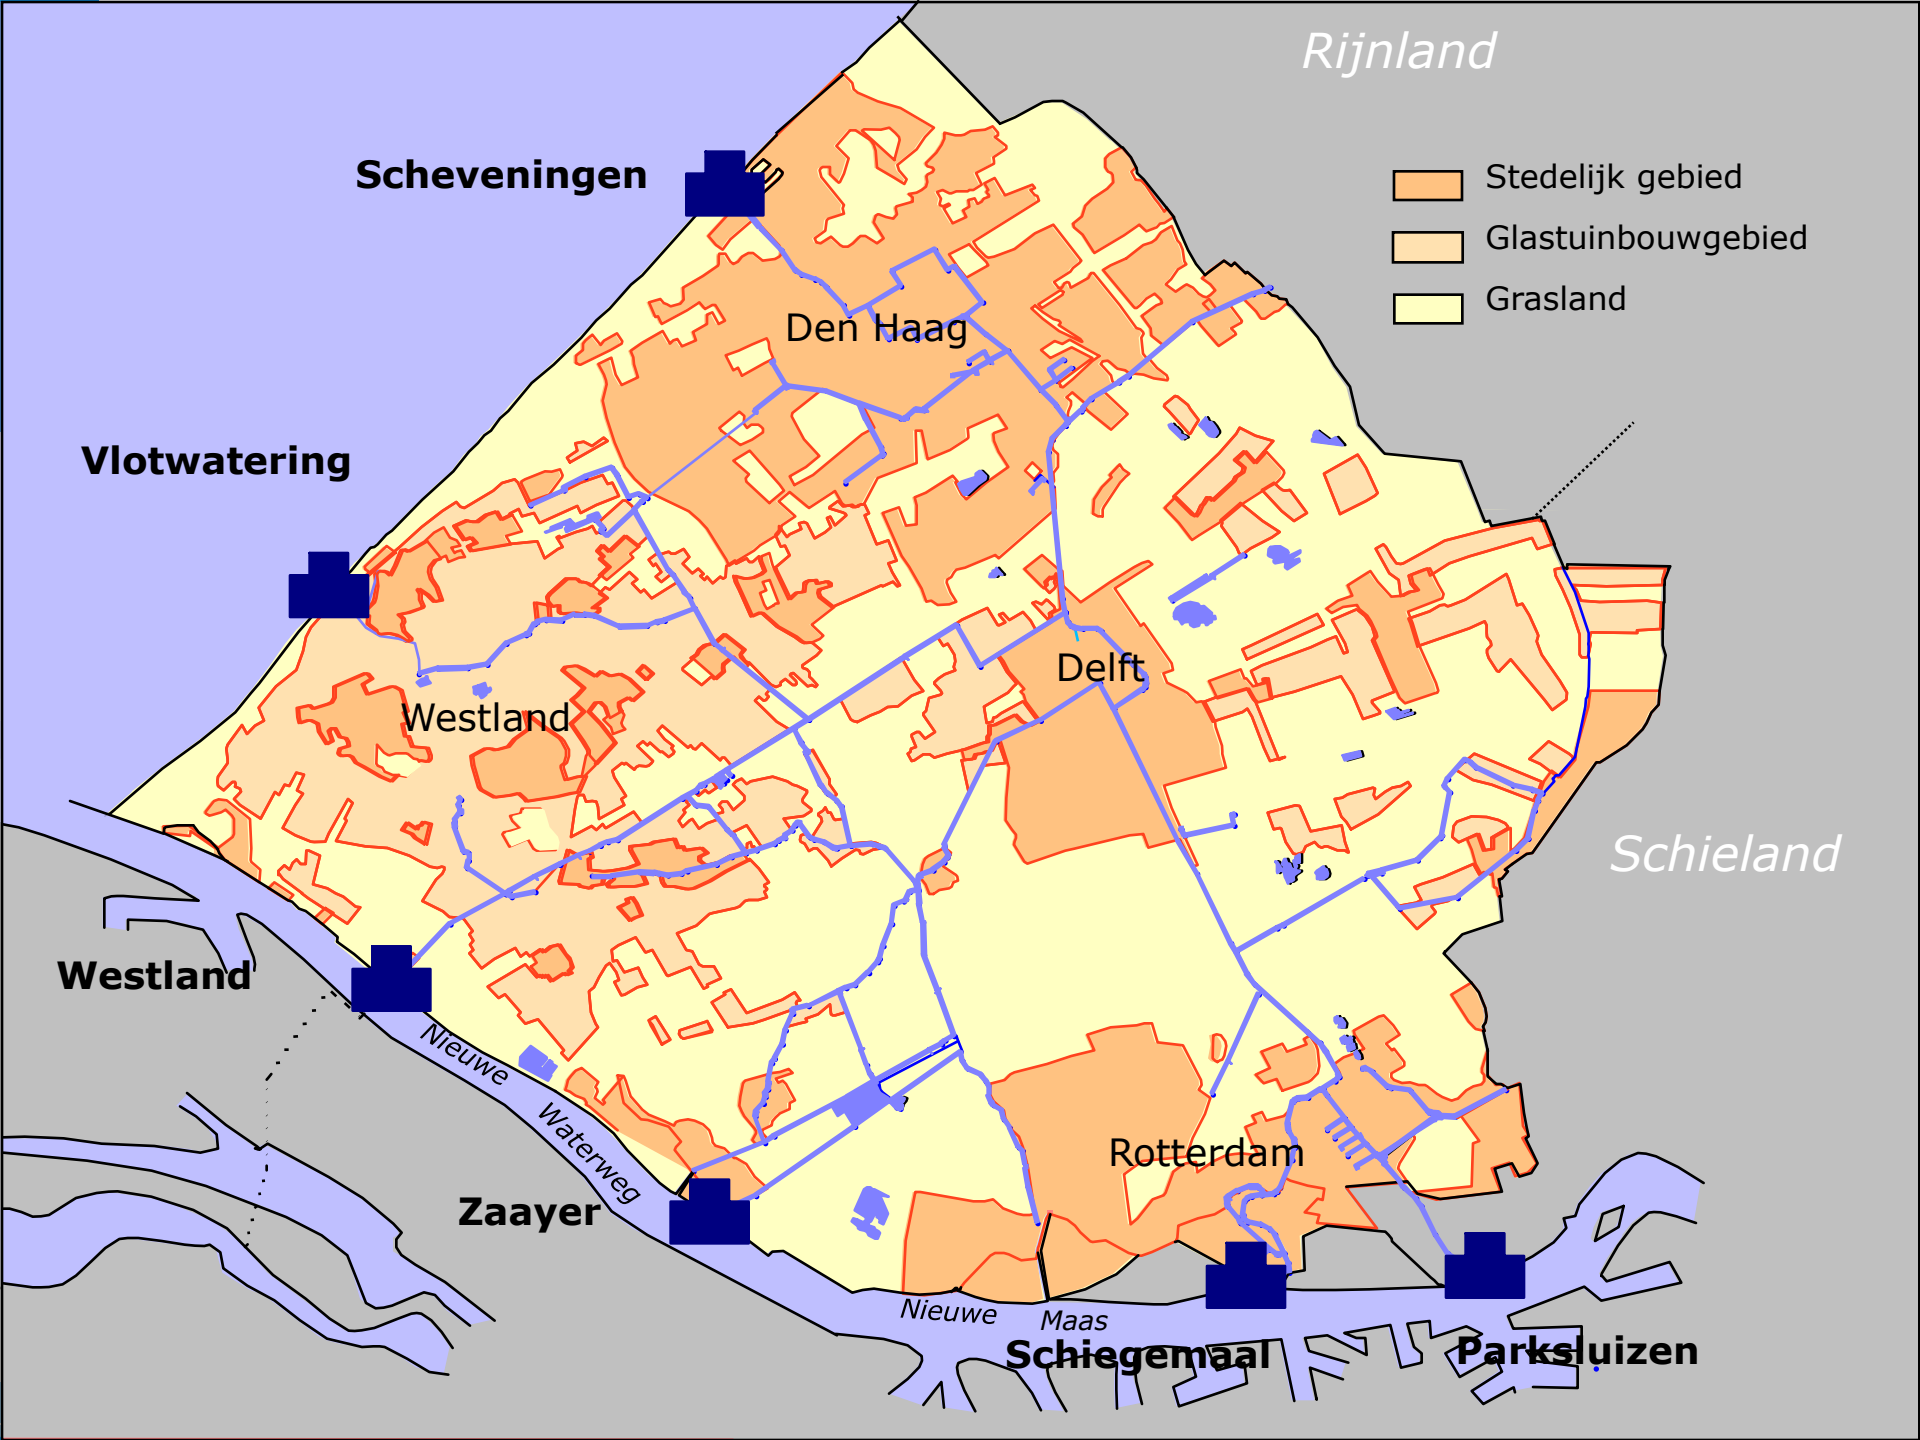 Rijnland
Scheveningen
Stedelijk gebied
Glastuinbouwgebied
Grasland
Den Haag
Vlotwatering
Delft
Westland
Schieland
Westland
Nieuwe
Waterweg
Rotterdam
Zaayer
Nieuwe
Maas
Schiegemaal
Parksluizen